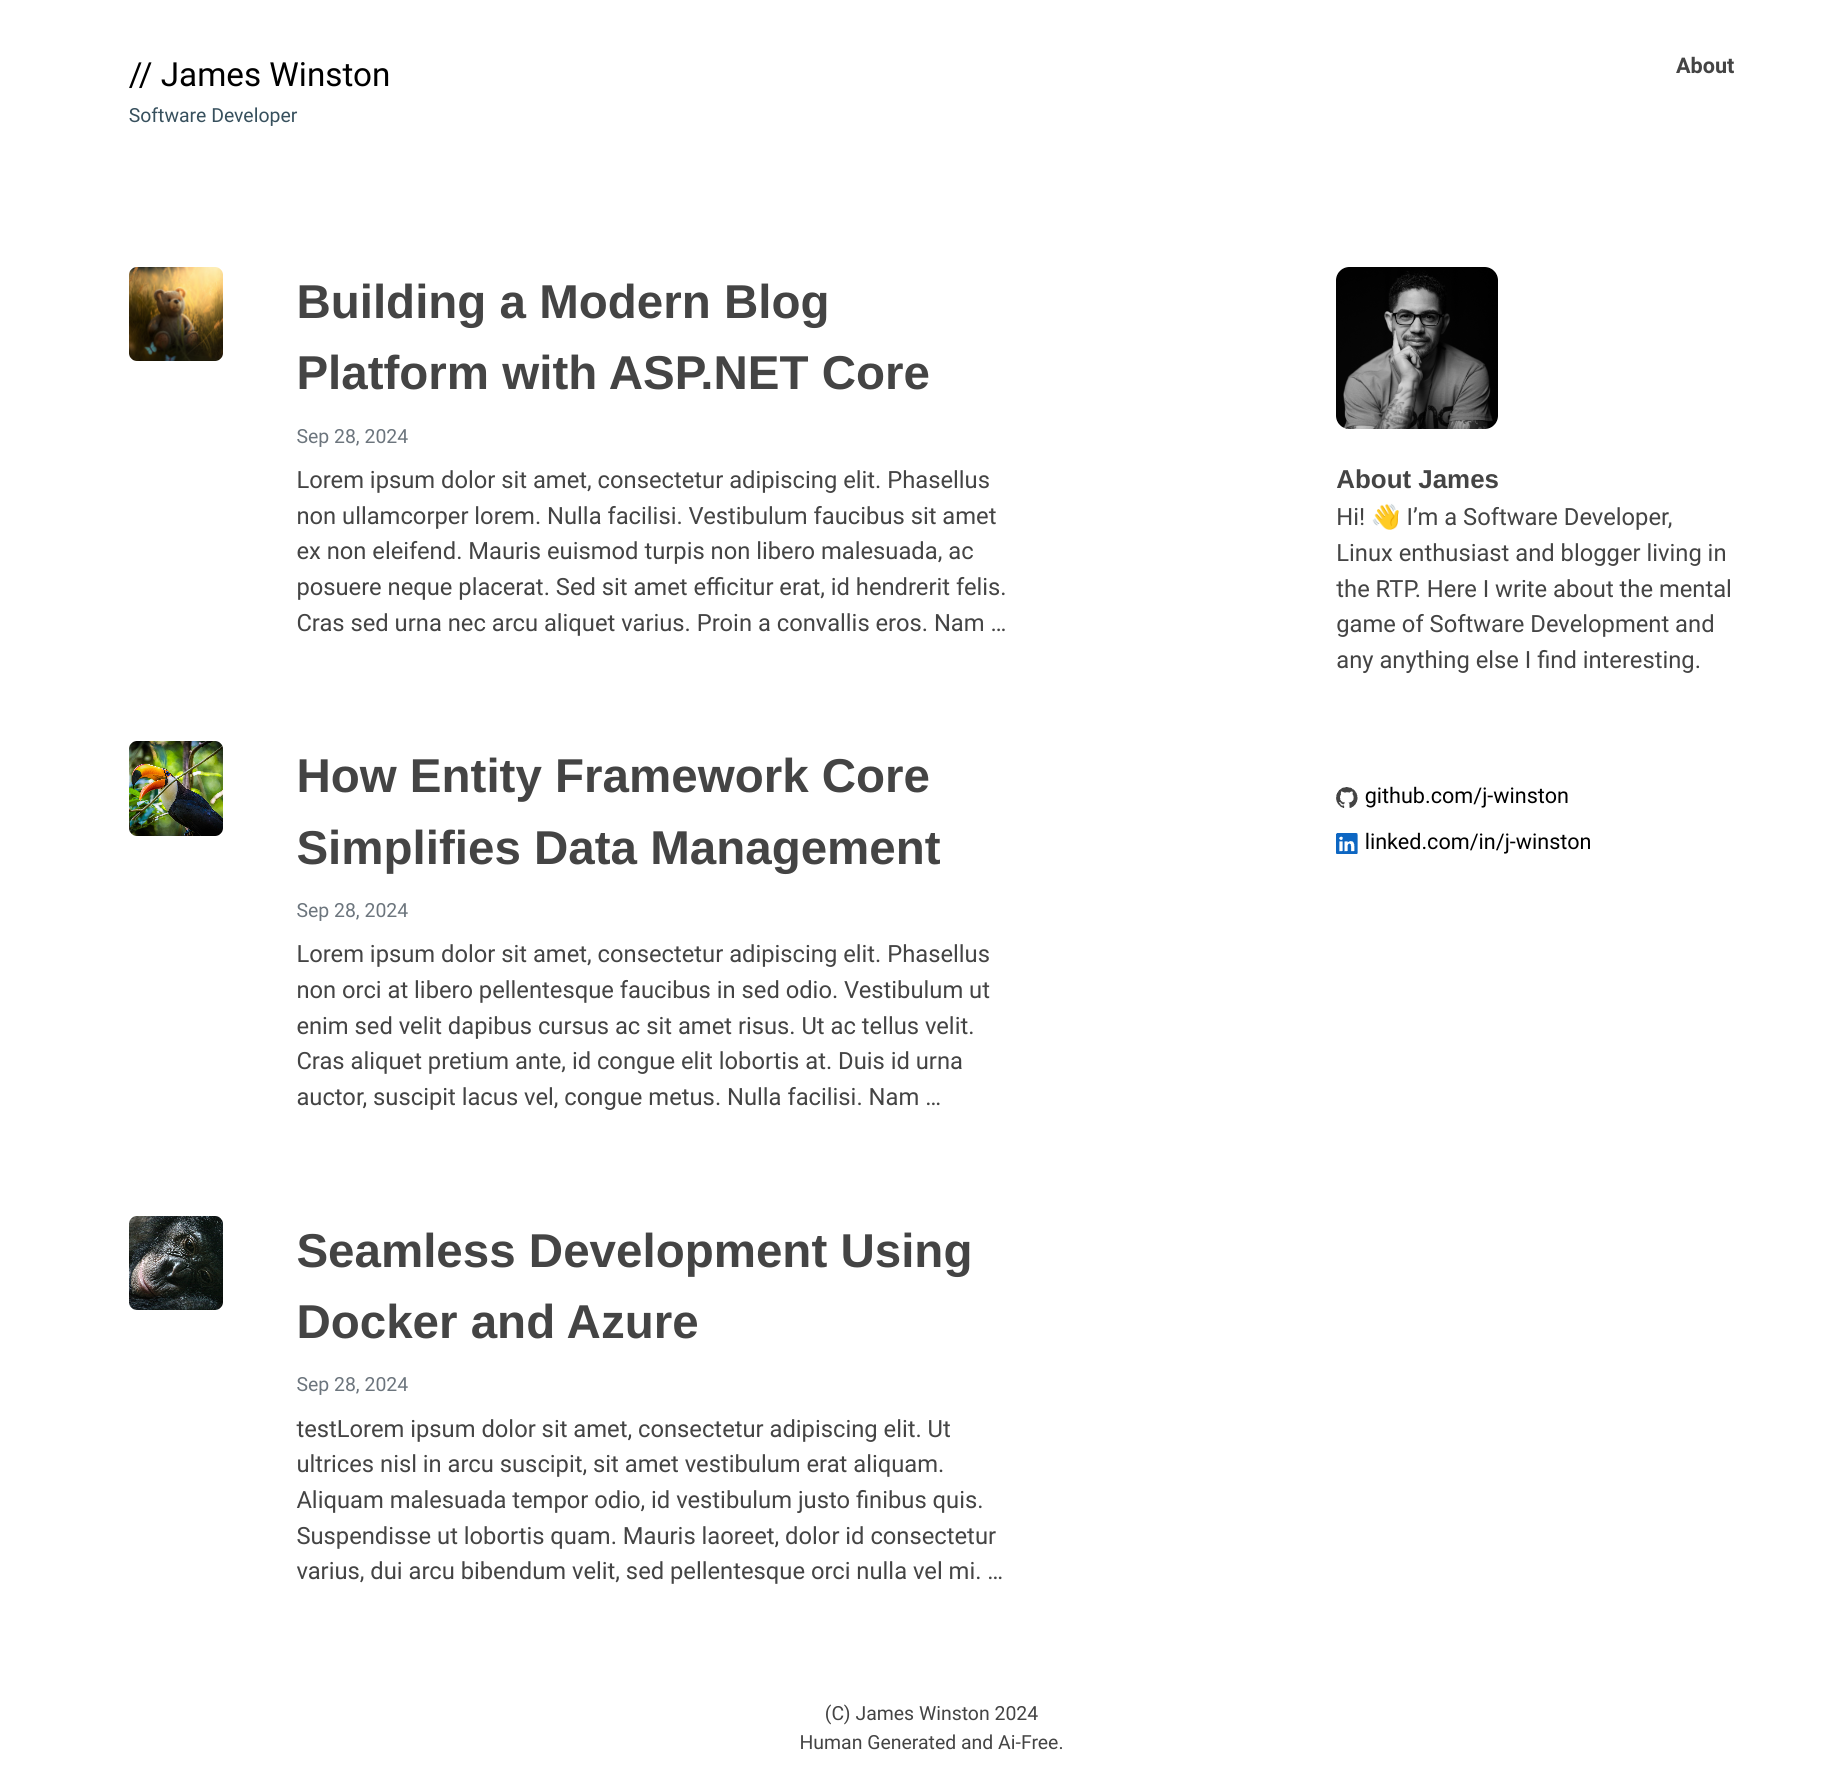 // James Winston
Software Developer
About
Building a Modern Blog
Platform with ASP.NET Core
Sep 28, 2024
Lorem ipsum dolor sit amet, consectetur adipiscing elit. Phasellus
non ullamcorper lorem. Nulla facilisi. Vestibulum faucibus sit amet
ex non eleifend. Mauris euismod turpis non libero malesuada, ac
posuere neque placerat. Sed sit amet efficitur erat, id hendrerit felis.
Cras sed urna nec arcu aliquet varius. Proin a convallis eros. Nam ...
How Entity Framework Core
Simplifies Data Management
Sep 28, 2024
Lorem ipsum dolor sit amet, consectetur adipiscing elit. Phasellus
non orci at libero pellentesque faucibus in sed odio. Vestibulum ut
enim sed velit dapibus cursus ac sit amet risus. Ut ac tellus velit.
Cras aliquet pretium ante, id congue elit lobortis at. Duis id urna
auctor, suscipit lacus vel, congue metus. Nulla facilisi. Nam ...
Seamless Development Using
Docker and Azure
Sep 28, 2024
testLorem ipsum dolor sit amet, consectetur adipiscing elit. Ut
ultrices nisl in arcu suscipit, sit amet vestibulum erat aliquam.
Aliquam malesuada tempor odio, id vestibulum justo finibus quis.
Suspendisse ut lobortis quam. Mauris laoreet, dolor id consectetur
varius, dui arcu bibendum velit, sed pellentesque orci nulla vel mi. ...
About James
Hi! 👋 I’m a Software Developer,
Linux enthusiast and blogger living in
the RTP. Here I write about the mental
game of Software Development and
any anything else I find interesting.
github.com/j-winston
in linked.com/in/j-winston
(C) James Winston 2024
Human Generated and Ai-Free.